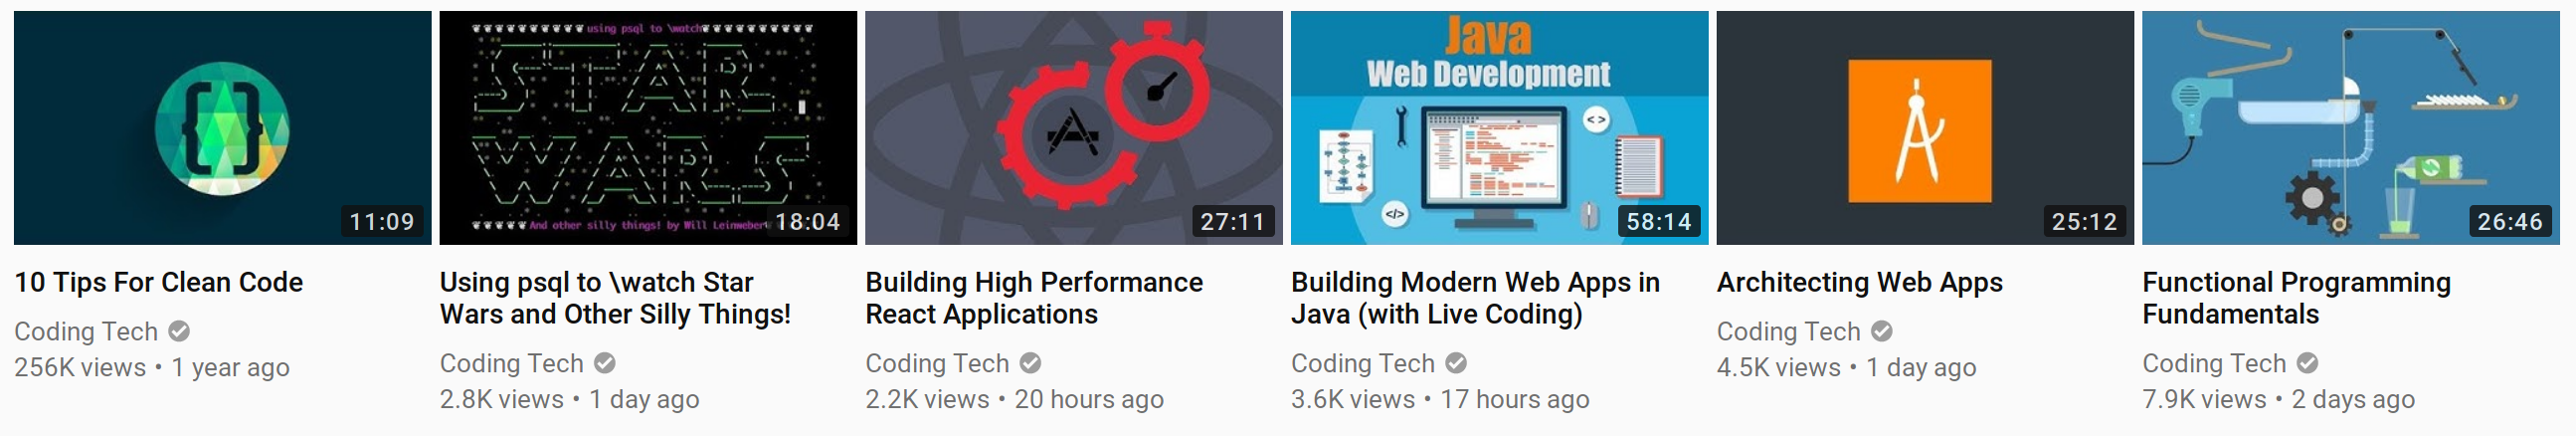 using psql to \watch
STAR
WARS
And other silly things! by Will Leinweber
Java
Web Development
< >
</>
11:09
18:04
27:11
58:14
25:12
26:46
10 Tips For Clean Code
Coding Tech
256K views • 1 year ago
Using psql to \watch Star
Wars and Other Silly Things!
Coding Tech
2.8K views • 1 day ago
Building High Performance
React Applications
Coding Tech
2.2K views • 20 hours ago
Building Modern Web Apps in
Java (with Live Coding)
Coding Tech
3.6K views • 17 hours ago
Architecting Web Apps
Coding Tech
4.5K views • 1 day ago
Functional Programming
Fundamentals
Coding Tech
7.9K views • 2 days ago